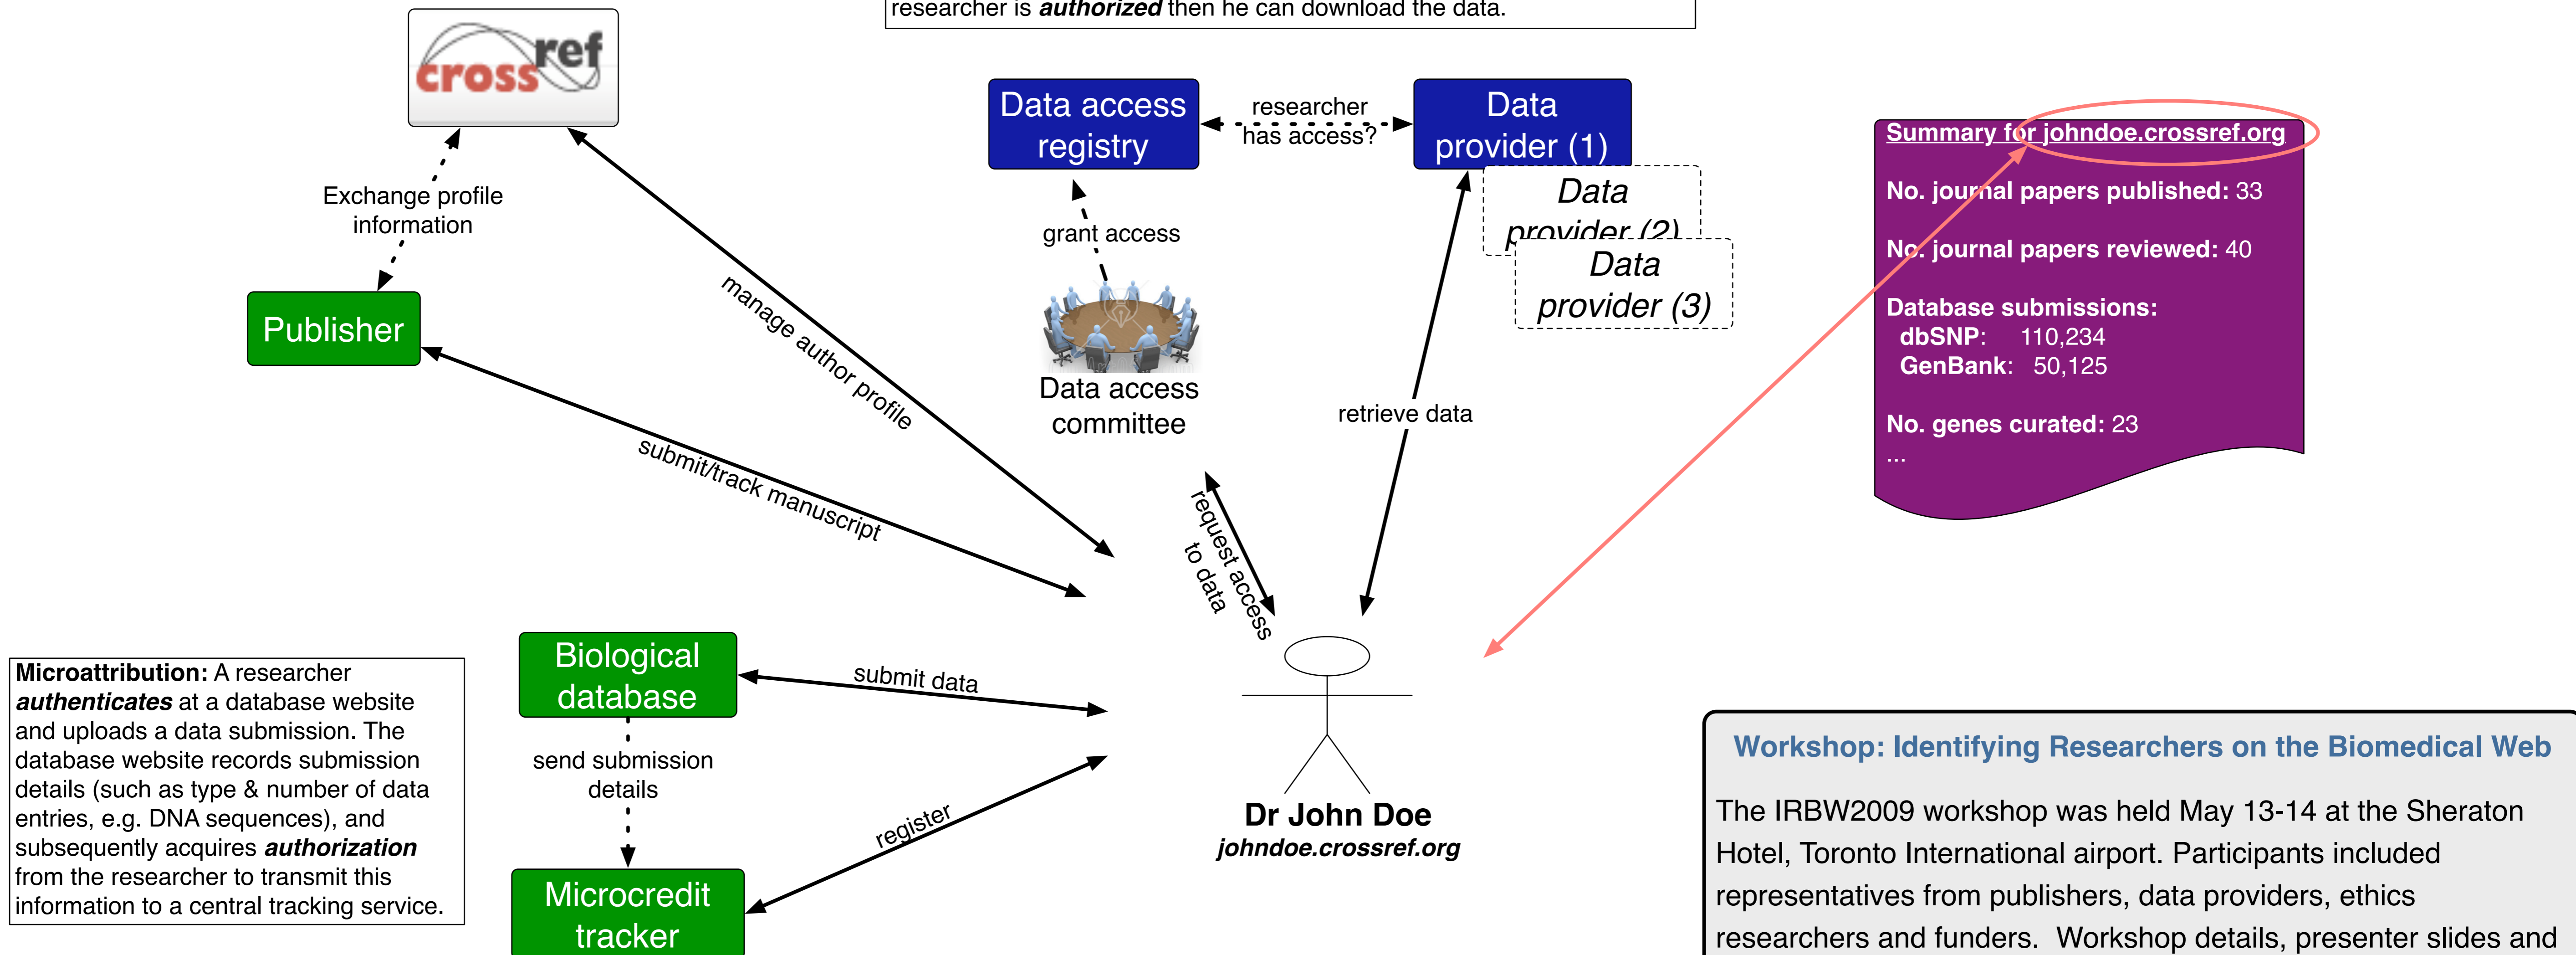 researcher is authorized then he can download the data.
crossref
Data access
registry
researcher
has access?
Data
provider (1)
Data
provider (2)
Data
provider (3)
Exchange profile
information
grant access
Publisher
manage author profile
submit/track manuscript
Data access
committee
retrieve data
request access
to data
Summary for johndoe.crossref.org
No. journal papers published: 33
No. journal papers reviewed: 40
Database submissions:
dbSNP: 110,234
GenBank: 50,125
No. genes curated: 23
...
Microattribution: A researcher
authenticates at a database website
and uploads a data submission. The
database website records submission
details (such as type & number of data
entries, e.g. DNA sequences), and
subsequently acquires authorization
from the researcher to transmit this
information to a central tracking service.
Biological
database
submit data
send submission
details
register
Microcredit
tracker
Dr John Doe
johndoe.crossref.org
Workshop: Identifying Researchers on the Biomedical Web
The IRBW2009 workshop was held May 13-14 at the Sheraton
Hotel, Toronto International airport. Participants included
representatives from publishers, data providers, ethics
researchers and funders. Workshop details, presenter slides and